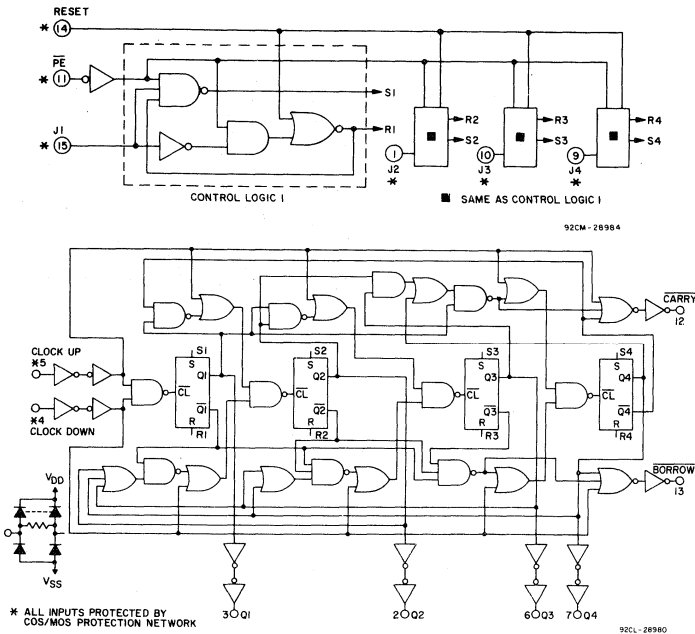 RESET
* 14
PE
* 11
J1
* 15
S1
R1
CONTROL LOGIC 1
R2
S2
1
J2
*
R3
S3
10
J3
*
R4
S4
9
J4
*
■ SAME AS CONTROL LOGIC 1
92CM-28984
CARRY
12
CLOCK UP
*5
*4
CLOCK DOWN
CL
S1
S
Q1
Q1
R
R1
CL
S2
S
Q2
Q2
R
R2
CL
S3
S
Q3
Q3
R
R3
CL
S4
S
Q4
Q4
R
R4
BORROW
13
VDD
VSS
3 Q1
2 Q2
6 Q3
7 Q4
* ALL INPUTS PROTECTED BY
COS/MOS PROTECTION NETWORK
92CL-28980